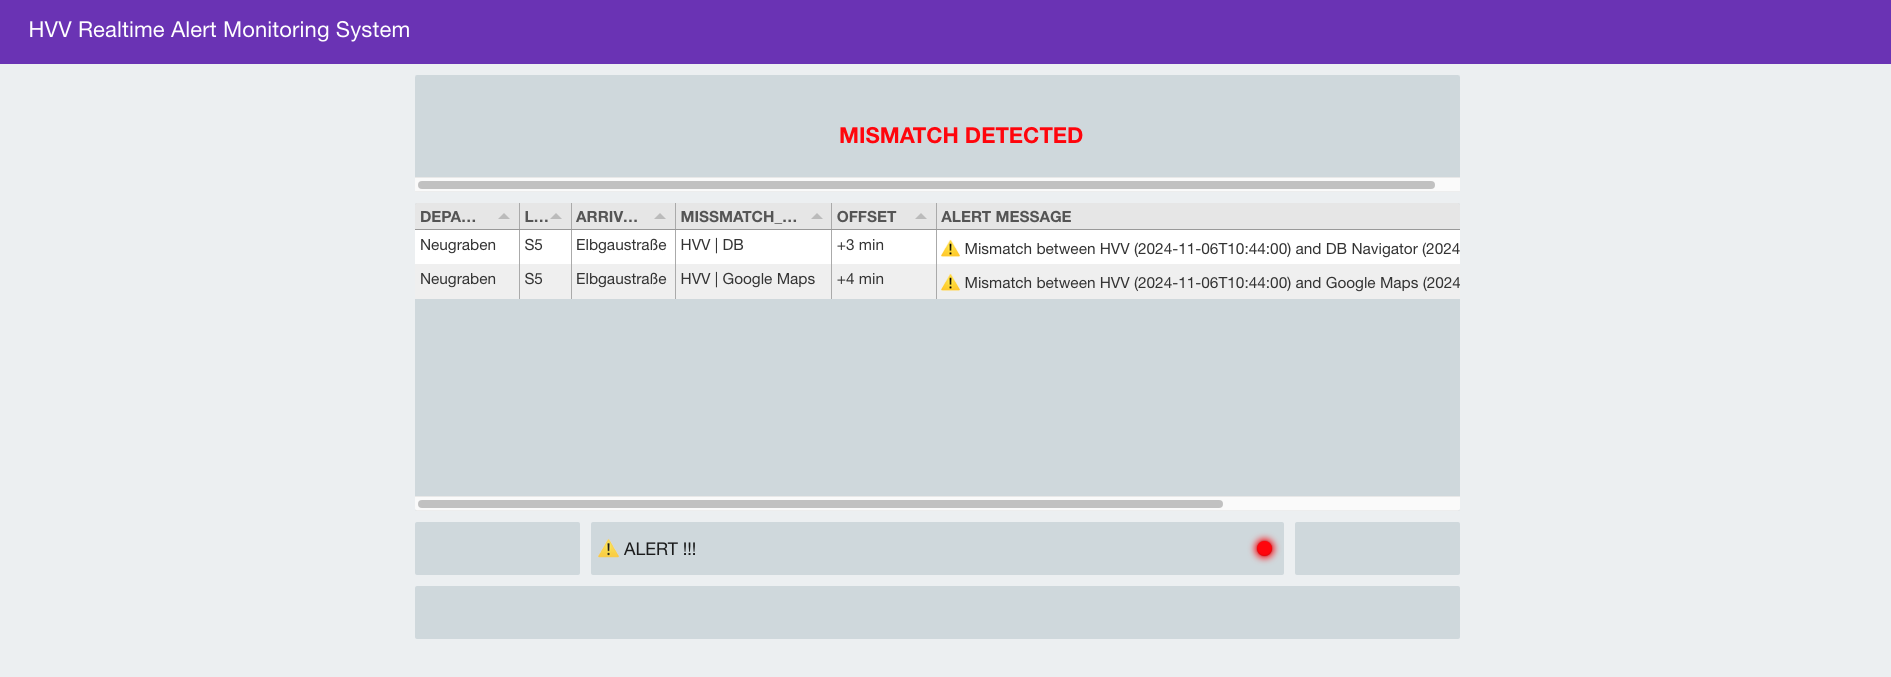 HVV Realtime Alert Monitoring System
MISMATCH DETECTED
DEPA... L... ARRIV... MISSMATCH_... OFFSET ALERT MESSAGE
Neugraben S5 Elbgaustraße HVV | DB +3 min ⚠️ Mismatch between HVV (2024-11-06T10:44:00) and DB Navigator (2024
Neugraben S5 Elbgaustraße HVV | Google Maps +4 min ⚠️ Mismatch between HVV (2024-11-06T10:44:00) and Google Maps (2024
⚠️ ALERT !!!